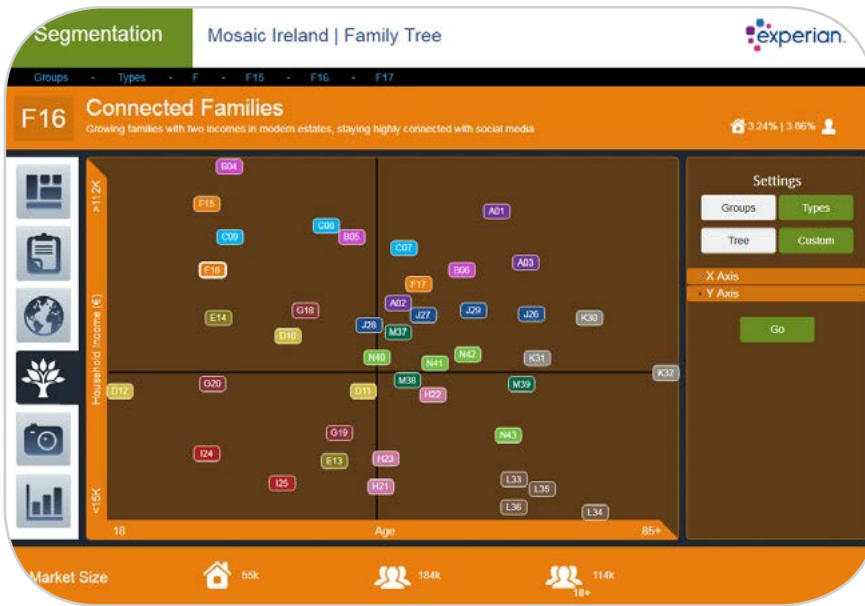 Segmentation
Mosaic Ireland | Family Tree
experian.
Groups - Types - F - F15 - F16 - F17
F16
Connected Families
Growing families with two incomes in modern estates, staying highly connected with social media
3.24% | 3.86%
>112K
Household Income (€)
<15K
B04
F15
A01
C08
C09
B05
C07
A03
F16
B06
F17
A02
G18
J29
E14
J27
J26
K30
J28
D10
M37
N40
N42
N41
K31
K32
M38
G20
M39
D12
D11
H22
G19
N43
E13
I24
H23
I25
H21
L33
L35
L36
L34
18
Age
85+
Settings
Groups
Types
Tree
Custom
X Axis
Y Axis
Go
Market Size
55k
184k
114k
18+